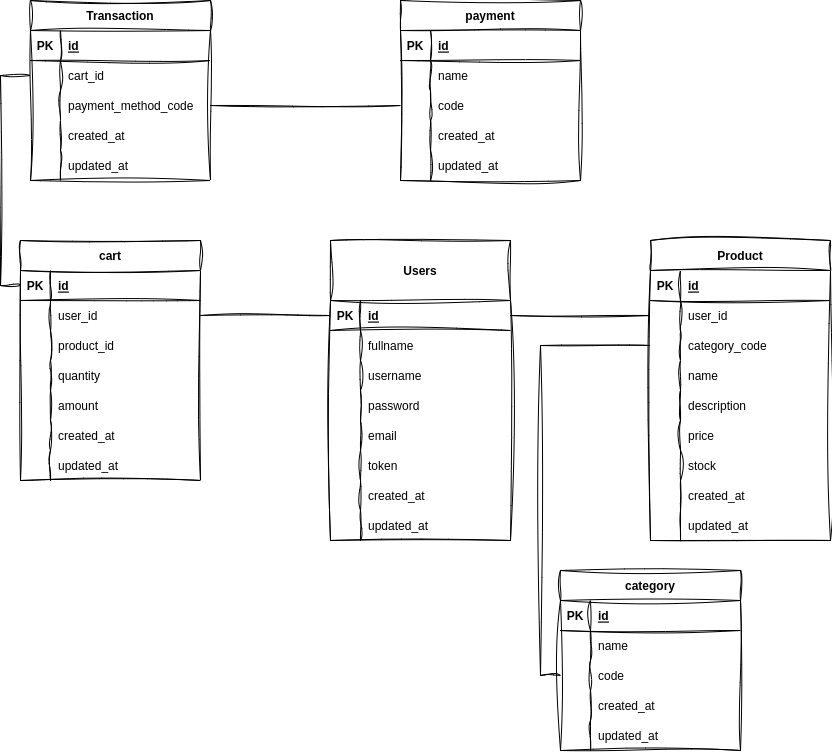 Transaction
PK id
cart_id
payment_method_code
created_at
updated_at
payment
PK id
name
code
created_at
updated_at
cart
PK id
user_id
product_id
quantity
amount
created_at
updated_at
Users
PK id
fullname
username
password
email
token
created_at
updated_at
Product
PK id
user_id
category_code
name
description
price
stock
created_at
updated_at
category
PK id
name
code
created_at
updated_at